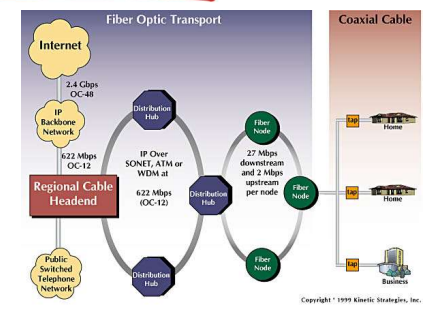 Fiber Optic Transport
Coaxial Cable
Internet
2.4 Gbps
OC-48
IP
Backbone
Network
622 Mbps
OC-12
Regional Cable
Headend
Public
Switched
Telephone
Network
Distribution
Hub
IP Over
SONET, ATM or
WDM at
622 Mbps
(OC-12)
Distribution
Hub
Distribution
Hub
Fiber
Node
27 Mbps
downstream
and 2 Mbps
upstream
per node
Fiber
Node
Fiber
Node
tap
Home
tap
Home
tap
Business
Copyright * 1999 Kinetic Strategies, Inc.